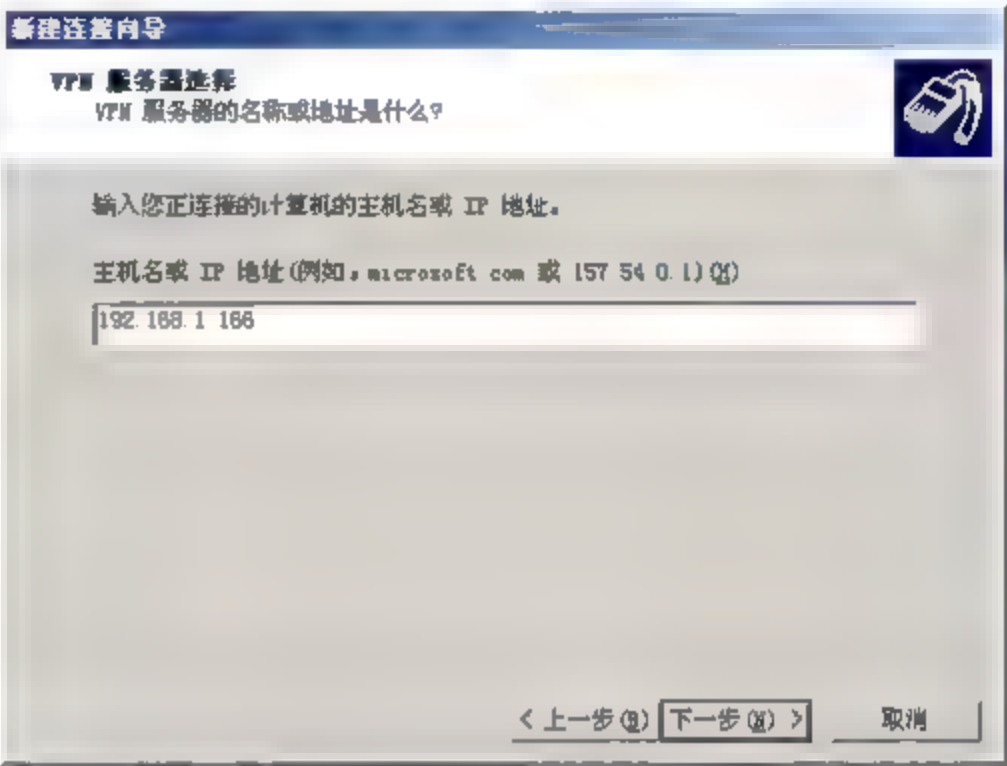 新建连接向导
VPN 服务器选择
VPN 服务器的名称或地址是什么?
输入您正连接的计算机的主机名或 IP 地址。
主机名或 IP 地址(例如，microsoft com 或 157 54 0.1)(H)
192.168.1 166
< 上一步(B)
下一步(N) >
取消